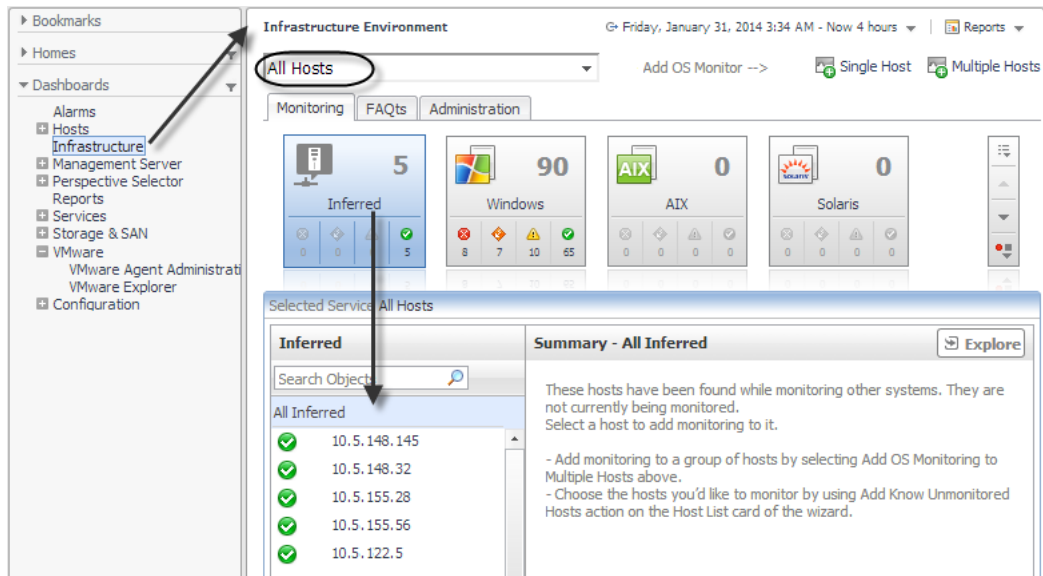 Bookmarks
Homes
Dashboards
Alarms
Hosts
Infrastructure
Management Server
Perspective Selector
Reports
Services
Storage & SAN
VMware
VMware Agent Administrati
VMware Explorer
Configuration
Infrastructure Environment
Friday, January 31, 2014 3:34 AM - Now 4 hours
Reports
All Hosts
Add OS Monitor -->
Single Host
Multiple Hosts
Monitoring
FAQts
Administration
5
Inferred
0 0 0 5
90
Windows
8 7 10 65
AIX
0
AIX
0 0 0 0
SOLARIS
0
Solaris
0 0 0 0
Selected Service All Hosts
Inferred
Search Objects
All Inferred
10.5.148.145
10.5.148.32
10.5.155.28
10.5.155.56
10.5.122.5
Summary - All Inferred
Explore
These hosts have been found while monitoring other systems. They are
not currently being monitored.
Select a host to add monitoring to it.
- Add monitoring to a group of hosts by selecting Add OS Monitoring to
Multiple Hosts above.
- Choose the hosts you'd like to monitor by using Add Know Unmonitored
Hosts action on the Host List card of the wizard.